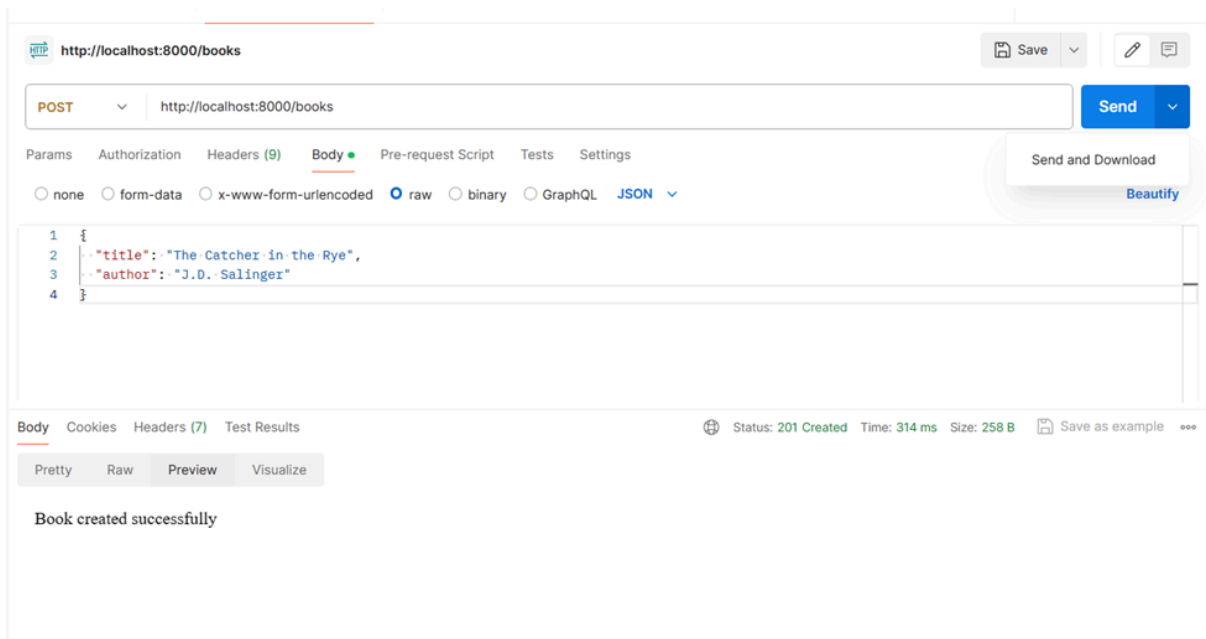 HTTP http://localhost:8000/books Save
POST http://localhost:8000/books Send
Params Authorization Headers (9) Body Pre-request Script Tests Settings
Send and Download
none form-data x-www-form-urlencoded raw binary GraphQL JSON Beautify
1 {
2 "title": "The Catcher in the Rye",
3 "author": "J.D. Salinger"
4 }
Body Cookies Headers (7) Test Results Status: 201 Created Time: 314 ms Size: 258 B Save as example
Pretty Raw Preview Visualize
Book created successfully